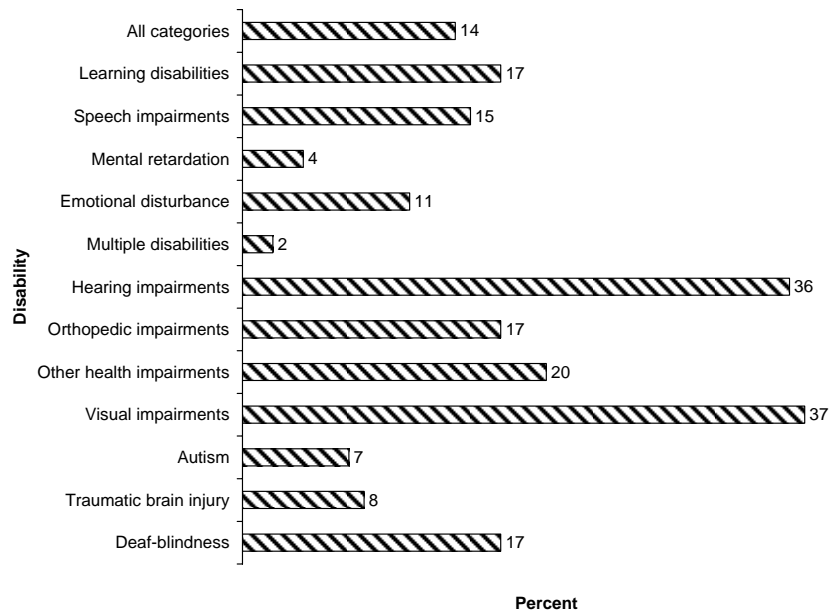 All categories 14
Learning disabilities 17
Speech impairments 15
Mental retardation 4
Emotional disturbance 11
Multiple disabilities 2
Disability
Hearing impairments 36
Orthopedic impairments 17
Other health impairments 20
Visual impairments 37
Autism 7
Traumatic brain injury 8
Deaf-blindness 17
Percent